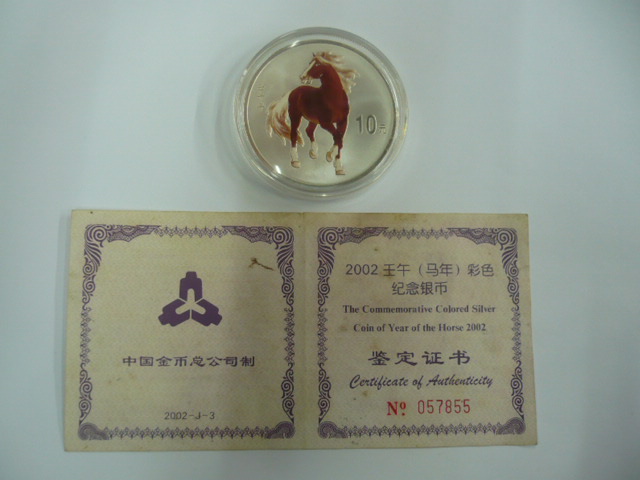 10元
中国金币总公司制
2002-J-3
2002 壬午（马年）彩色
纪念银币
The Commemorative Colored Silver
Coin of Year of the Horse 2002
鉴定证书
Certificate of Authenticity
Nº 057855